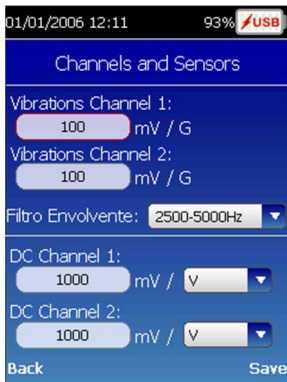 01/01/2006 12:11 93% USB
Channels and Sensors
Vibrations Channel 1:
100 mV / G
Vibrations Channel 2:
100 mV / G
Filtro Envolvente: 2500-5000Hz
DC Channel 1:
1000 mV / V
DC Channel 2:
1000 mV / V
Back Save